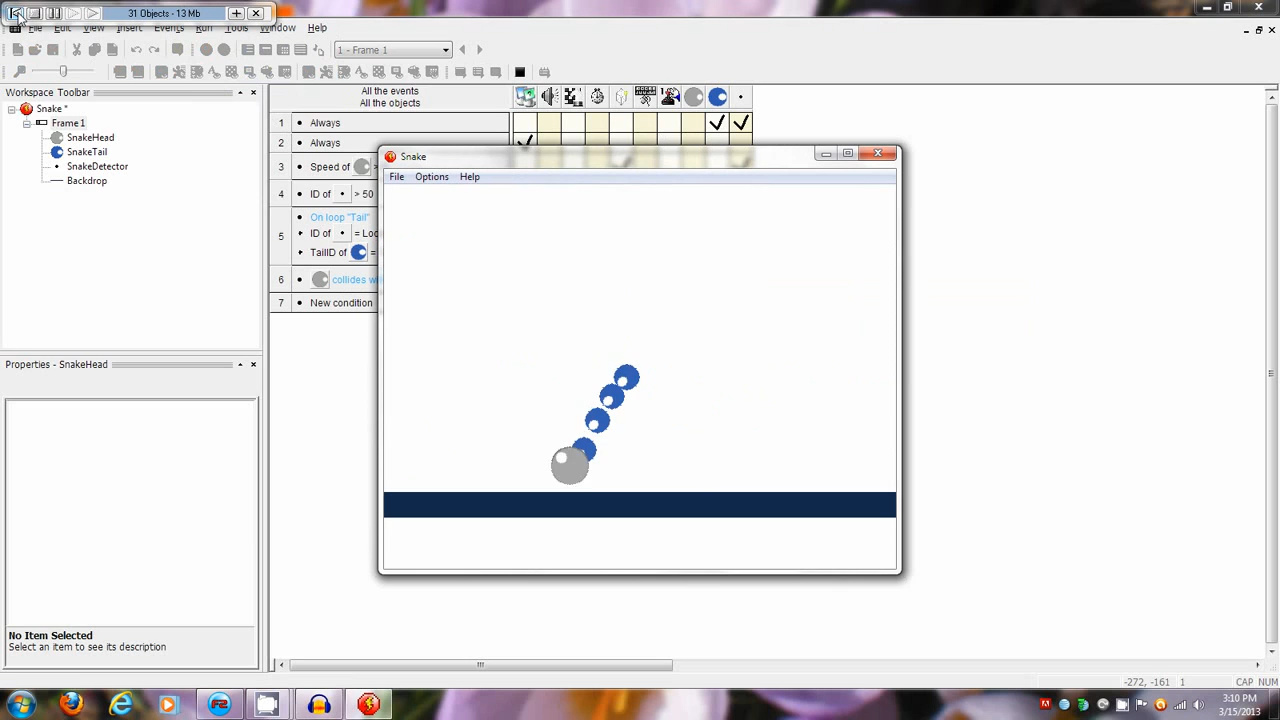 31 Objects - 13 Mb
File Edit View Insert Events Run Tools Window Help
1 - Frame 1
Workspace Toolbar
Snake *
Frame 1
SnakeHead
SnakeTail
SnakeDetector
Backdrop
Properties - SnakeHead
No Item Selected
Select an item to see its description
All the events
All the objects
1 • Always
2 • Always
3 • Speed of
4 • ID of > 50
5
• On loop "Tail"
• ID of = Loo
• TailID of =
6 • collides wi
7 • New condition
Snake
File Options Help
-272, -161 1 CAP NUM
3:10 PM
3/15/2013